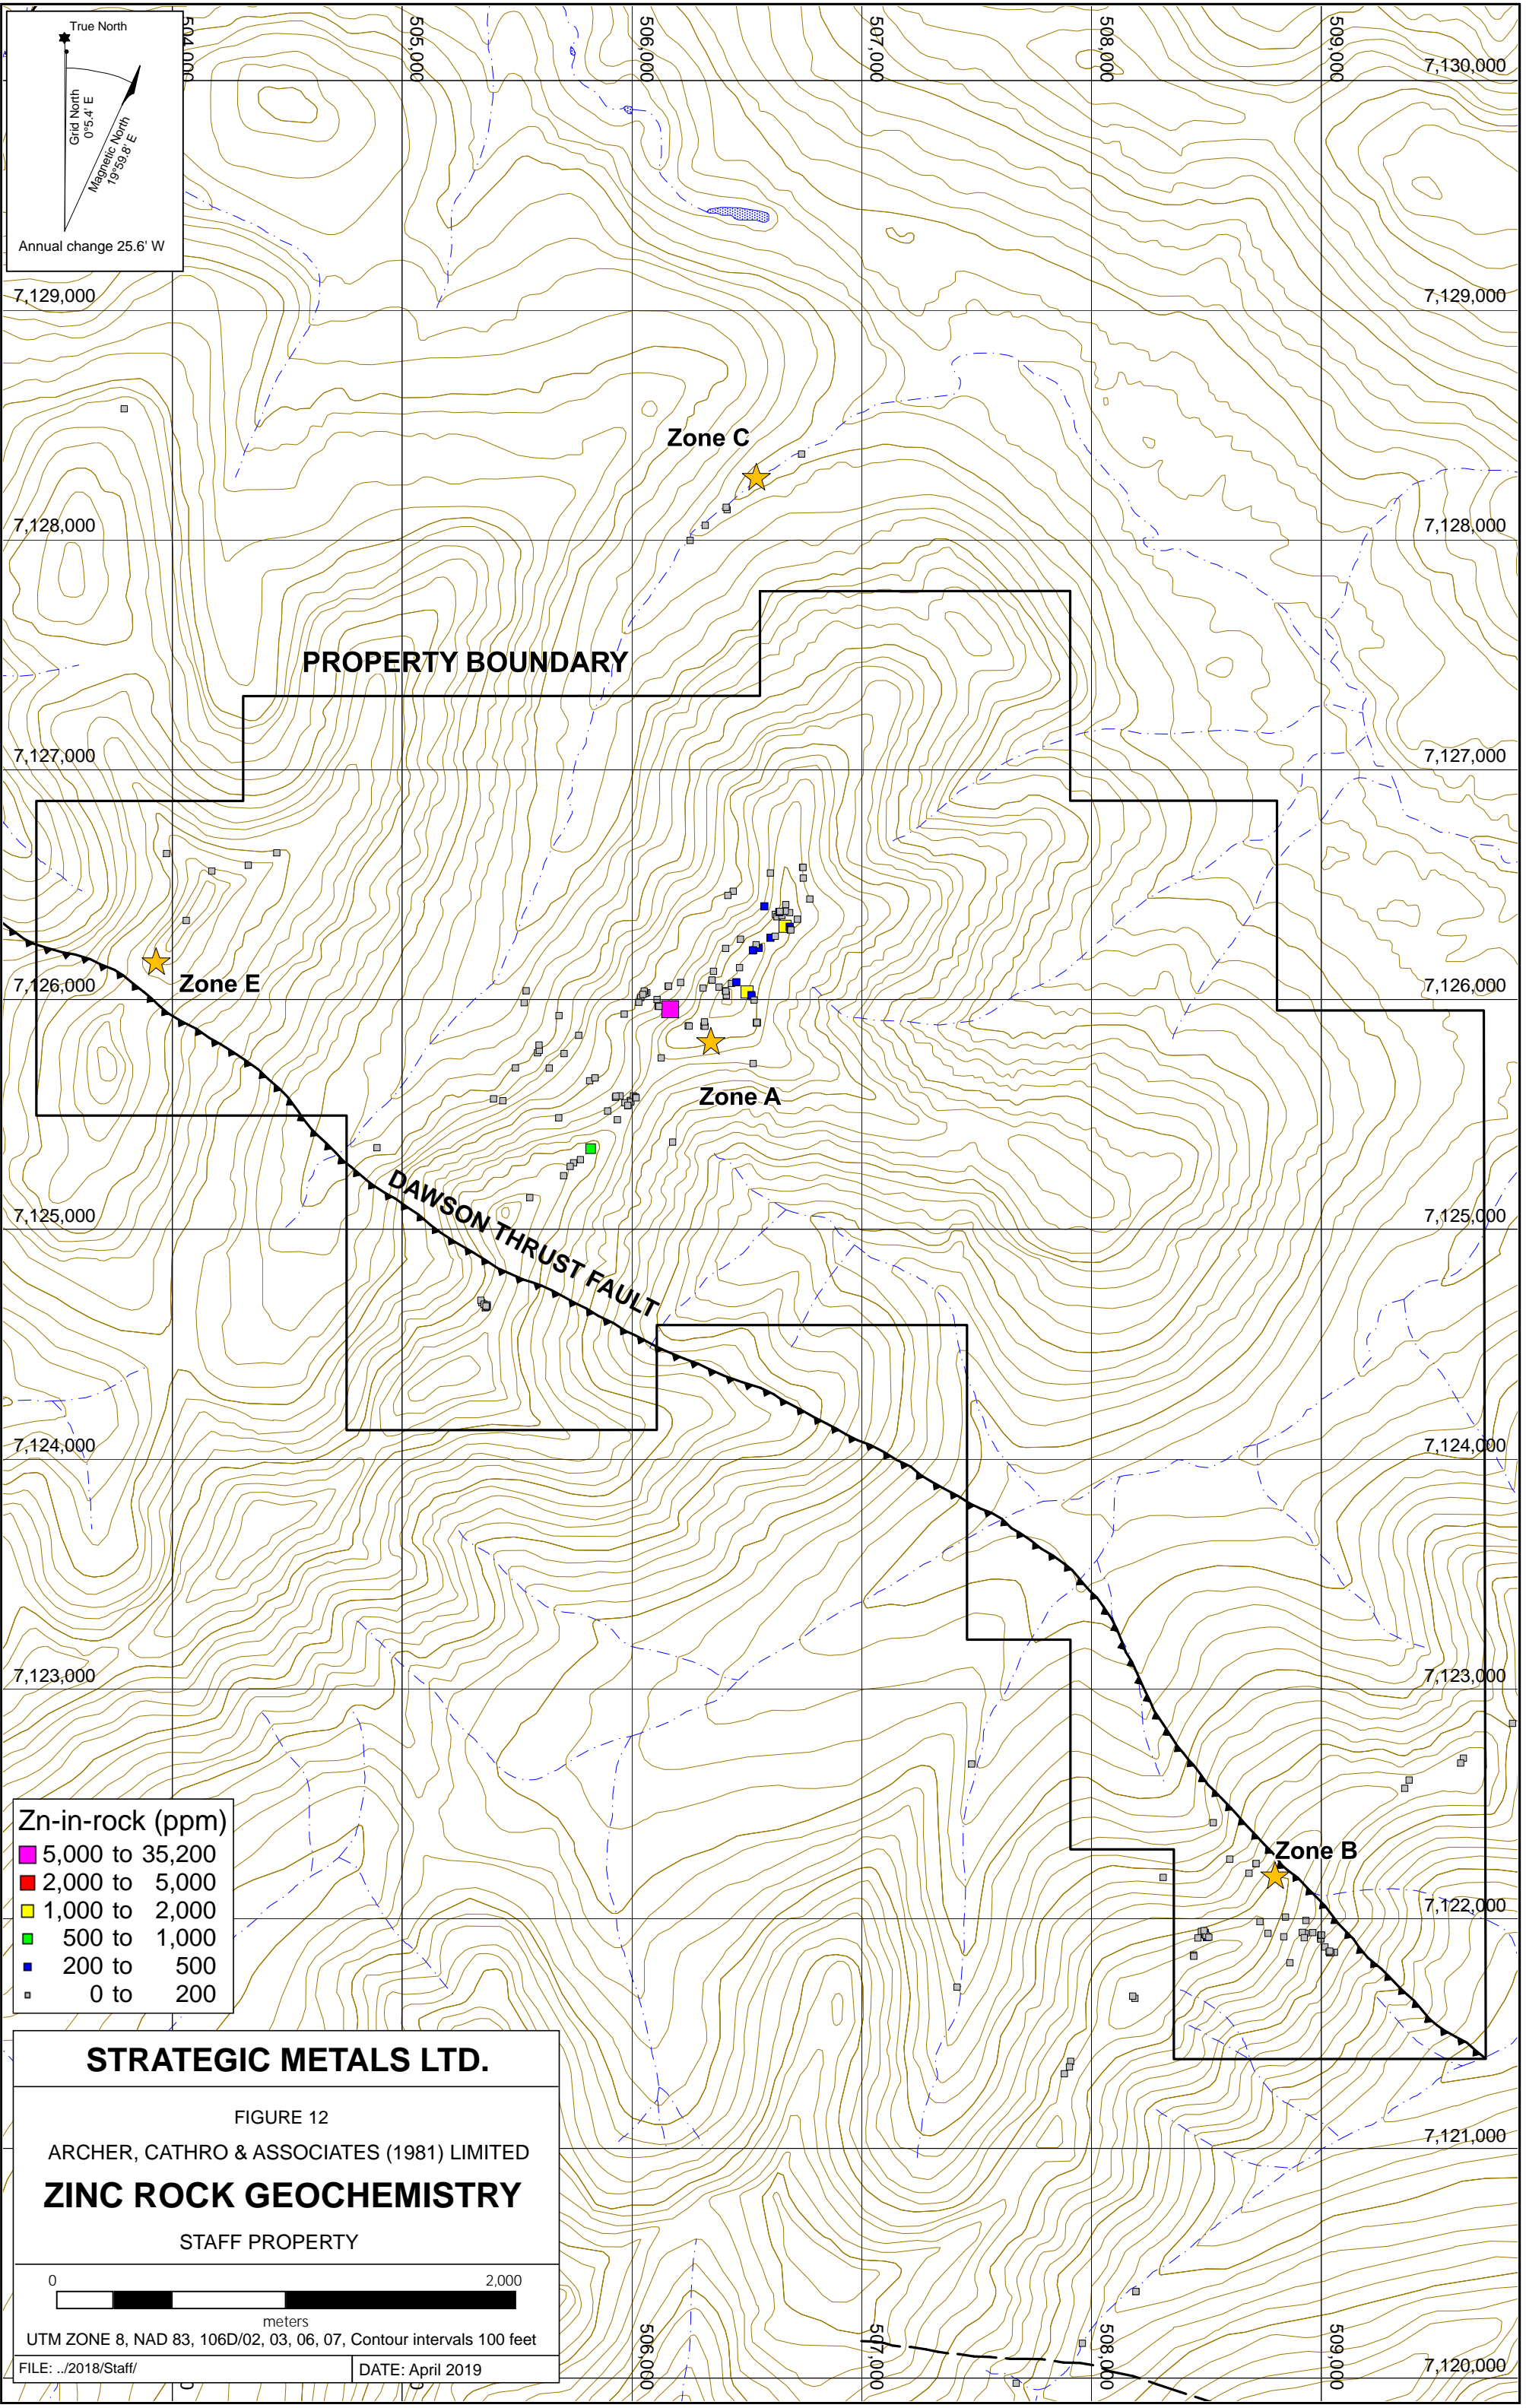 True North
Grid North
0°5.4' E
Magnetic North
19°59.8' E
Annual change 25.6' W
504,000
505,000
506,000
507,000
508,000
509,000
7,130,000
7,129,000
7,129,000
Zone C
7,128,000
7,128,000
PROPERTY BOUNDARY
7,127,000
7,127,000
Zone E
7,126,000
7,126,000
Zone A
DAWSON THRUST FAULT
7,125,000
7,125,000
7,124,000
7,124,000
7,123,000
7,123,000
Zone B
7,122,000
Zn-in-rock (ppm)
5,000 to 35,200
2,000 to 5,000
1,000 to 2,000
500 to 1,000
200 to 500
0 to 200
7,121,000
STRATEGIC METALS LTD.
FIGURE 12
ARCHER, CATHRO & ASSOCIATES (1981) LIMITED
ZINC ROCK GEOCHEMISTRY
STAFF PROPERTY
0 2,000
meters
UTM ZONE 8, NAD 83, 106D/02, 03, 06, 07, Contour intervals 100 feet
FILE: ../2018/Staff/
DATE: April 2019
506,000
507,000
508,000
509,000
7,120,000